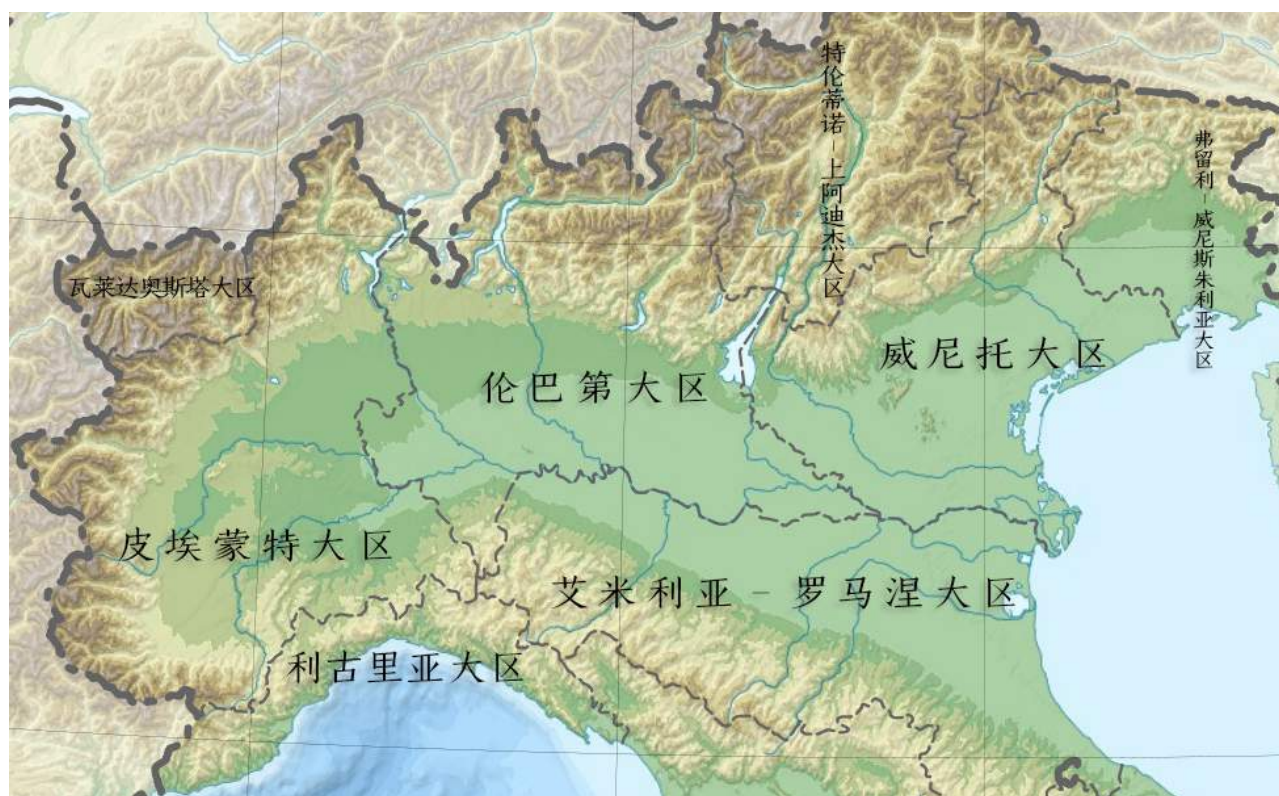 特伦蒂诺-上阿迪杰大区
弗留利-威尼斯朱利亚大区
瓦莱达奥斯塔大区
威尼托大区
伦巴第大区
皮埃蒙特大区
艾米利亚-罗马涅大区
利古里亚大区